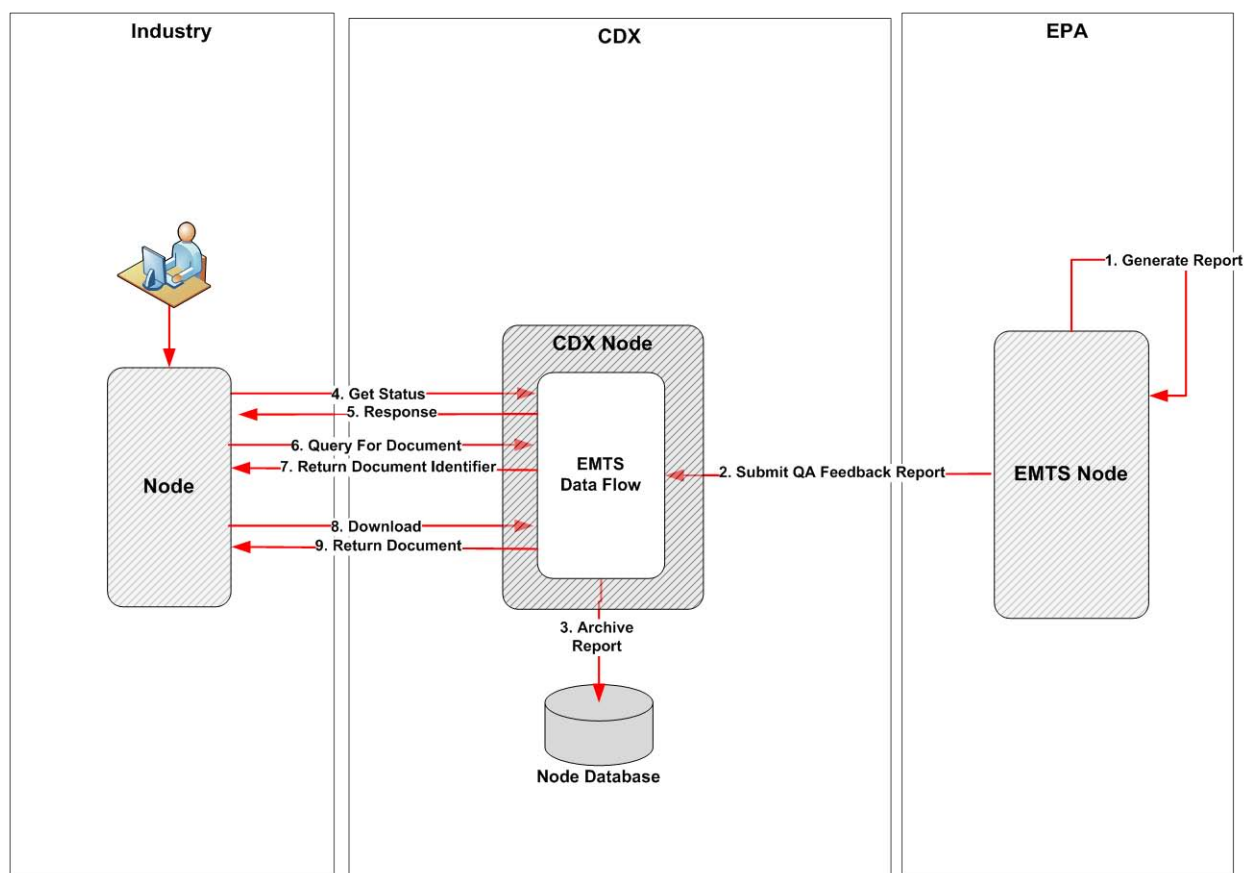 Industry
CDX
EPA
1. Generate Report
CDX Node
4. Get Status
5. Response
6. Query For Document
7. Return Document Identifier
8. Download
9. Return Document
Node
EMTS
Data Flow
2. Submit QA Feedback Report
EMTS Node
3. Archive
Report
Node Database